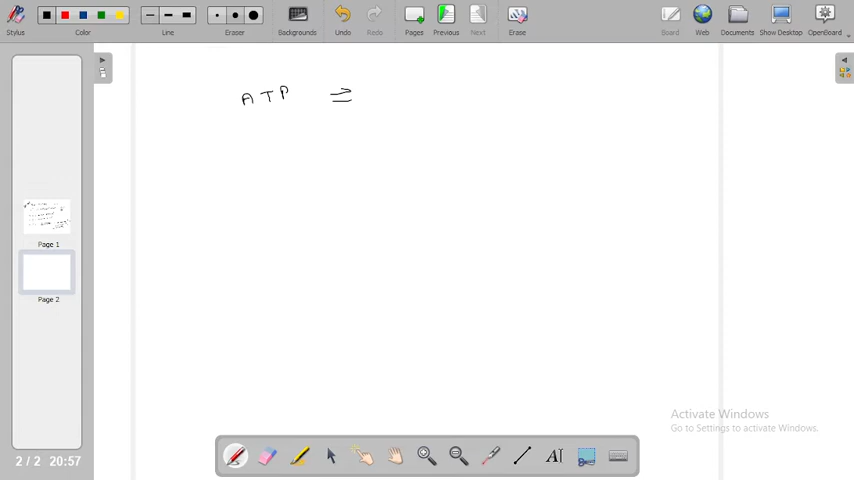 Stylus
Color
Line
Eraser
Backgrounds
Undo
Redo
Pages
Previous
Next
Erase
Board
Web
Documents
Show Desktop
OpenBoard
ATP ⇌
Page 1
Page 2
Activate Windows
Go to Settings to activate Windows.
2 / 2 20:57